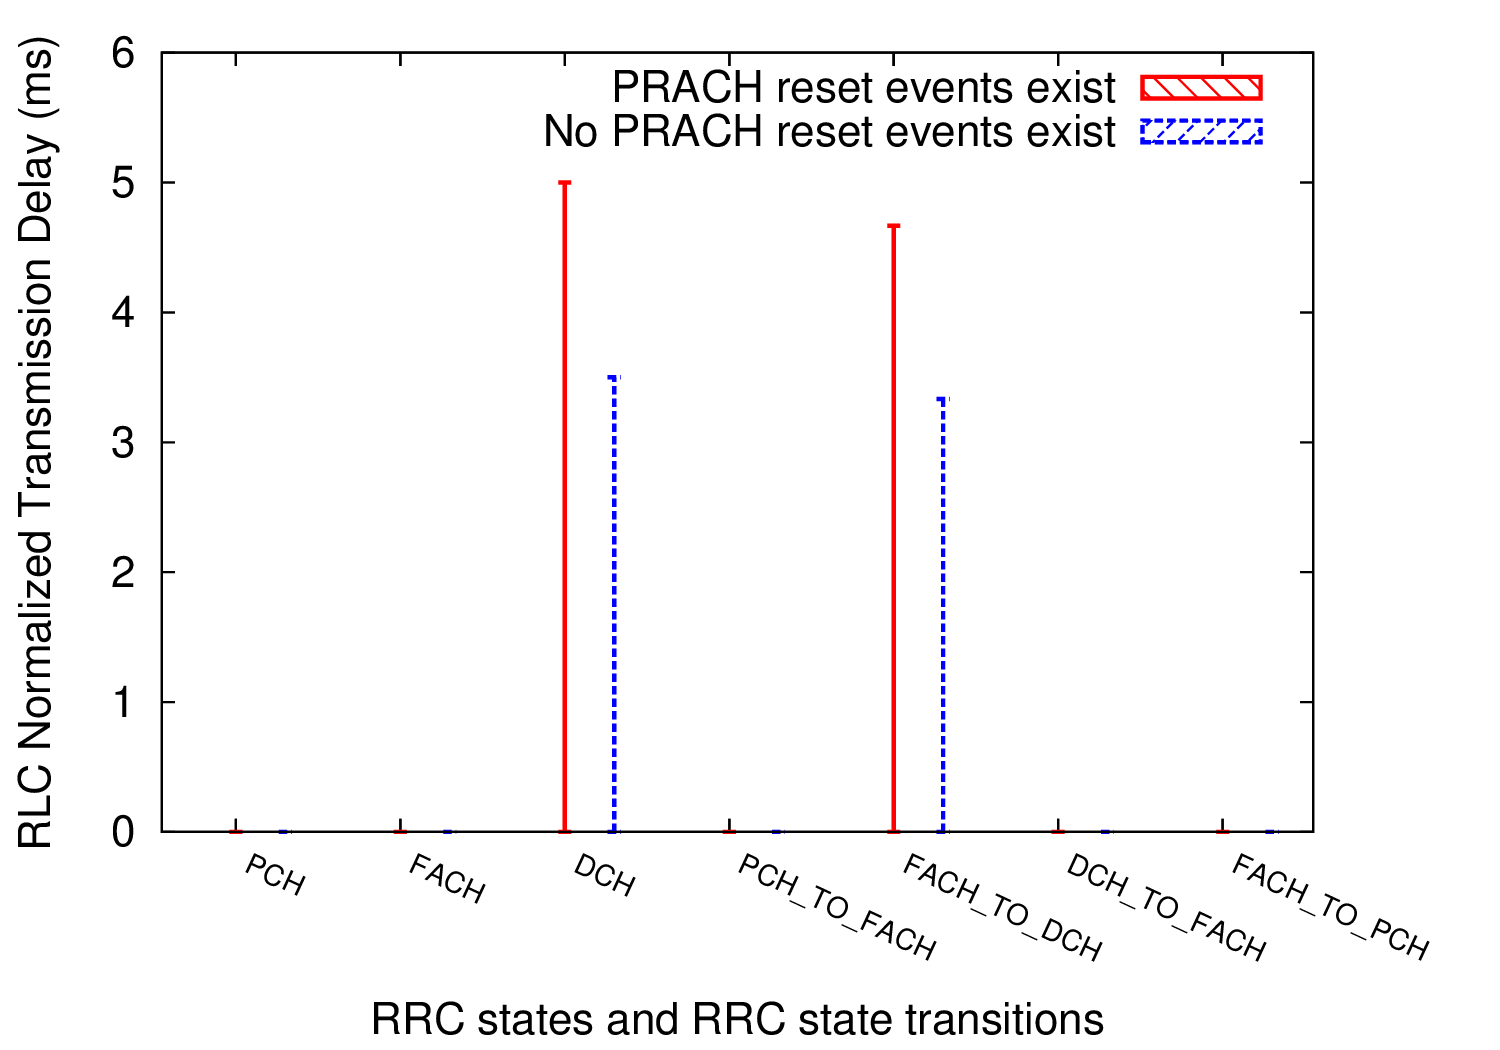 RLC Normalized Transmission Delay (ms)
6
5
4
3
2
1
0
PRACH reset events exist
No PRACH reset events exist
PCH
FACH
DCH
PCH_TO_FACH
FACH_TO_DCH
DCH_TO_FACH
FACH_TO_PCH
RRC states and RRC state transitions